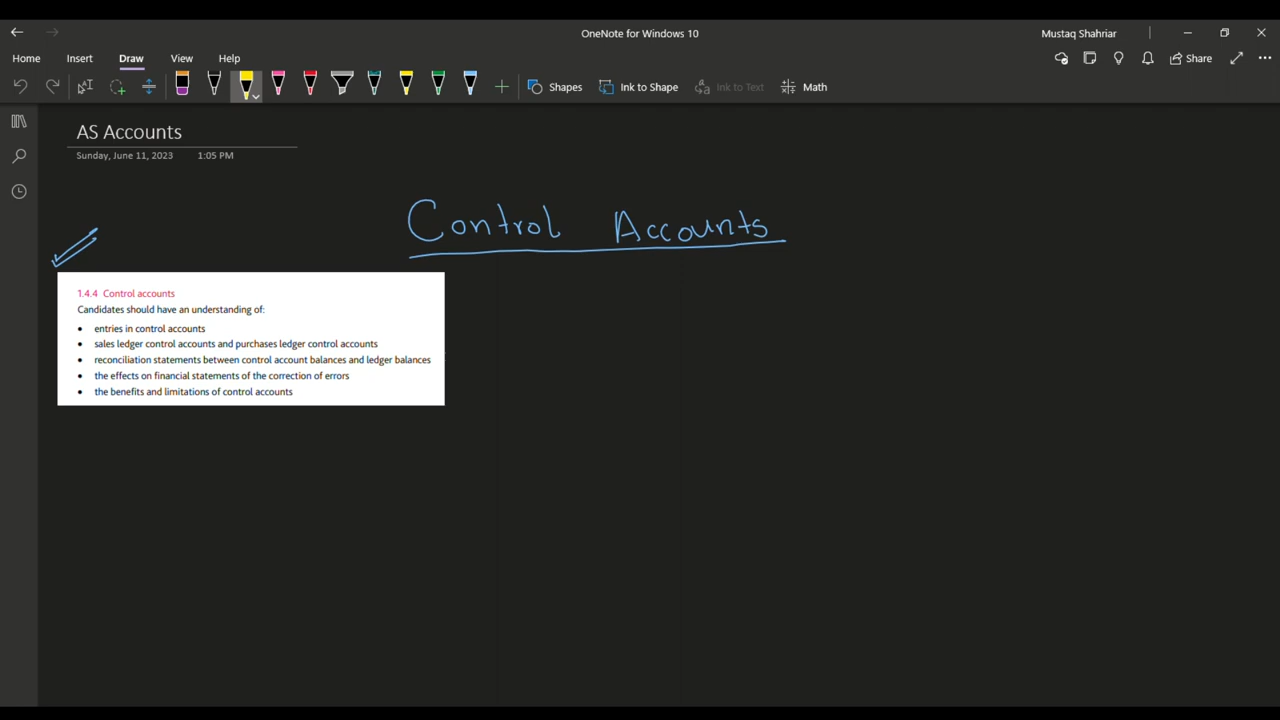 OneNote for Windows 10
Mustaq Shahriar
Home Insert Draw View Help
Share
Shapes Ink to Shape Ink to Text Math
AS Accounts
Sunday, June 11, 2023 1:05 PM
Control Accounts
1.4.4 Control accounts
Candidates should have an understanding of:
• entries in control accounts
• sales ledger control accounts and purchases ledger control accounts
• reconciliation statements between control account balances and ledger balances
• the effects on financial statements of the correction of errors
• the benefits and limitations of control accounts